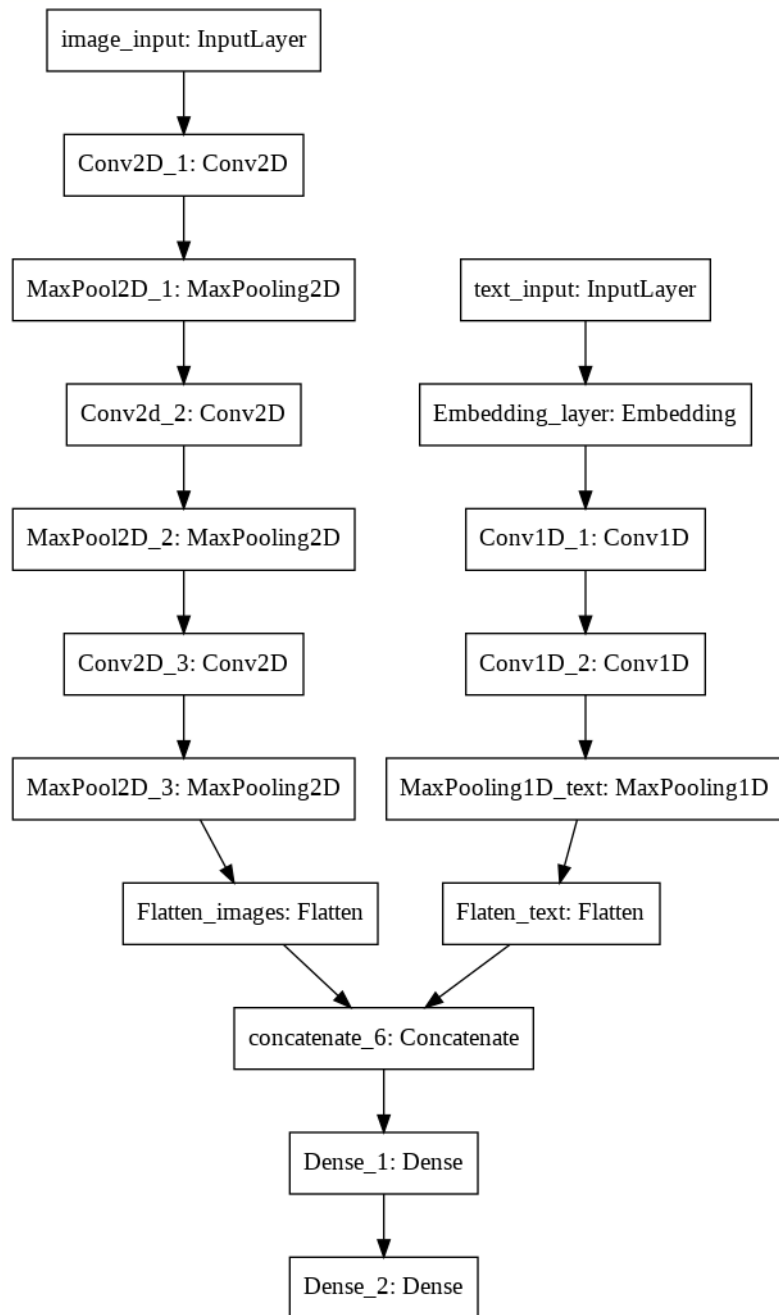 image_input: InputLayer
Conv2D_1: Conv2D
MaxPool2D_1: MaxPooling2D
text_input: InputLayer
Conv2d_2: Conv2D
Embedding_layer: Embedding
MaxPool2D_2: MaxPooling2D
Conv1D_1: Conv1D
Conv2D_3: Conv2D
Conv1D_2: Conv1D
MaxPool2D_3: MaxPooling2D
MaxPooling1D_text: MaxPooling1D
Flatten_images: Flatten
Flaten_text: Flatten
concatenate_6: Concatenate
Dense_1: Dense
Dense_2: Dense